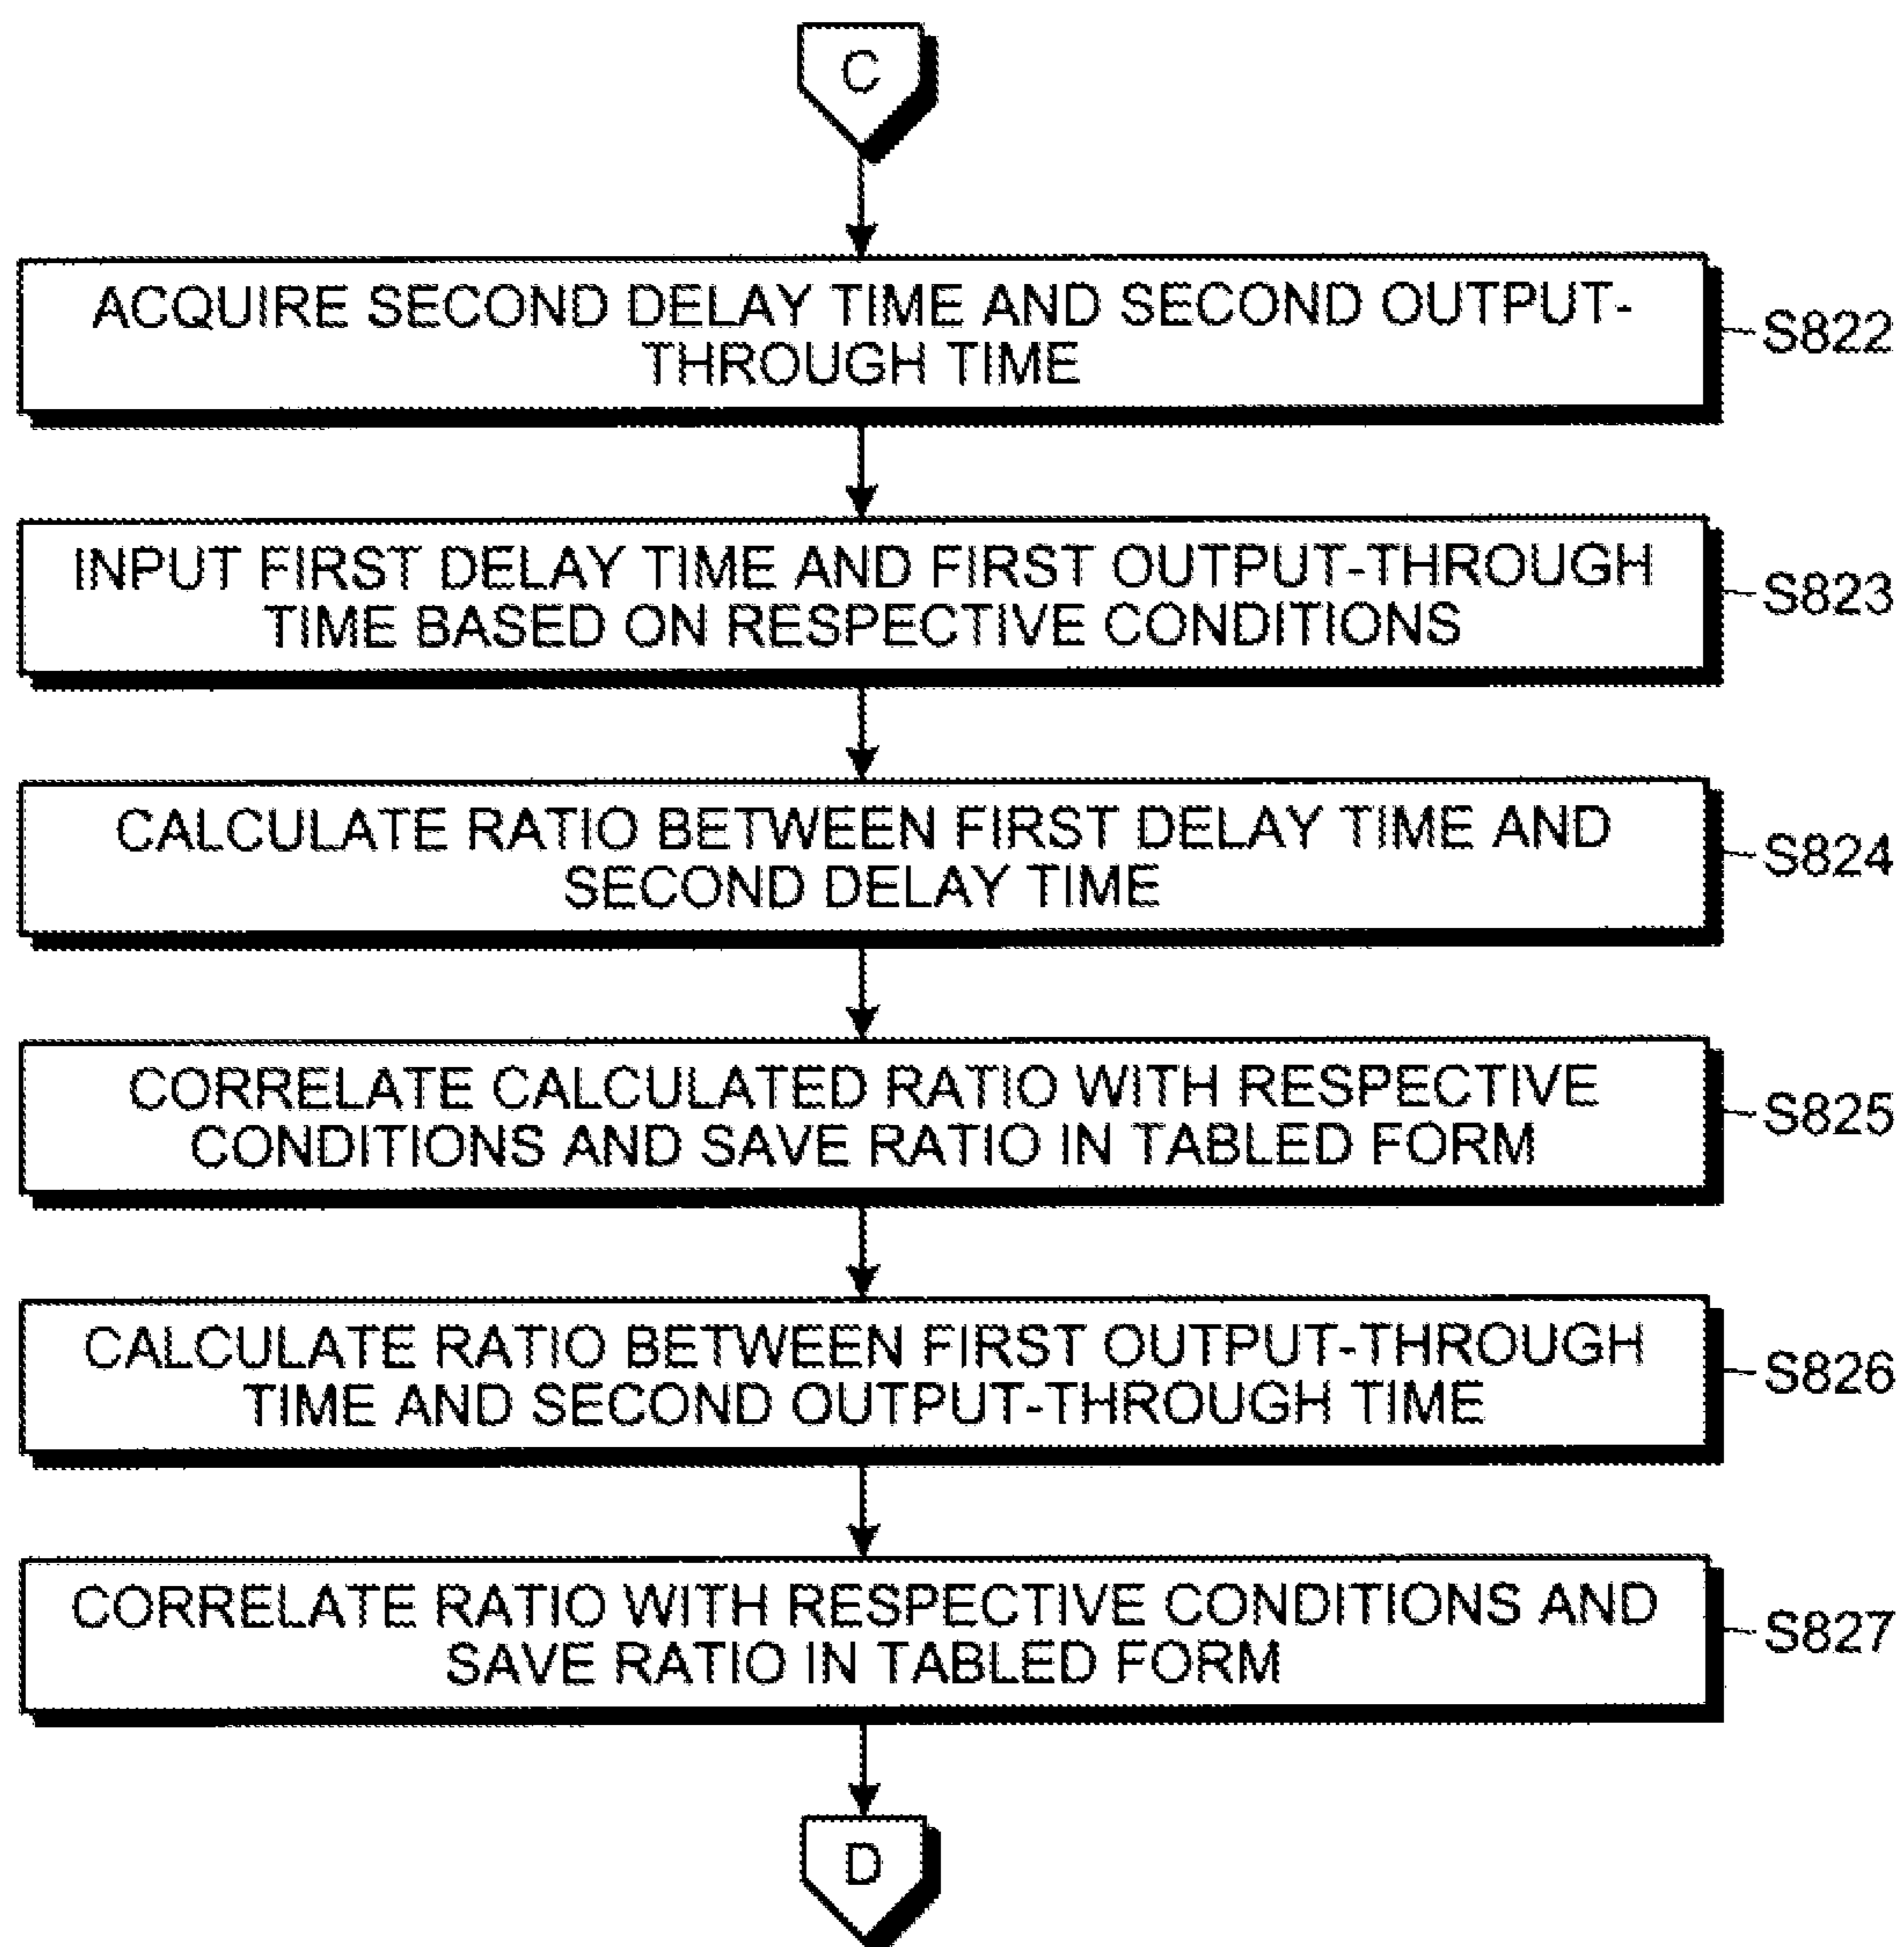 C
ACQUIRE SECOND DELAY TIME AND SECOND OUTPUT-
THROUGH TIME
S822
INPUT FIRST DELAY TIME AND FIRST OUTPUT-THROUGH
TIME BASED ON RESPECTIVE CONDITIONS
S823
CALCULATE RATIO BETWEEN FIRST DELAY TIME AND
SECOND DELAY TIME
S824
CORRELATE CALCULATED RATIO WITH RESPECTIVE
CONDITIONS AND SAVE RATIO IN TABLED FORM
S825
CALCULATE RATIO BETWEEN FIRST OUTPUT-THROUGH
TIME AND SECOND OUTPUT-THROUGH TIME
S826
CORRELATE RATIO WITH RESPECTIVE CONDITIONS AND
SAVE RATIO IN TABLED FORM
S827
D